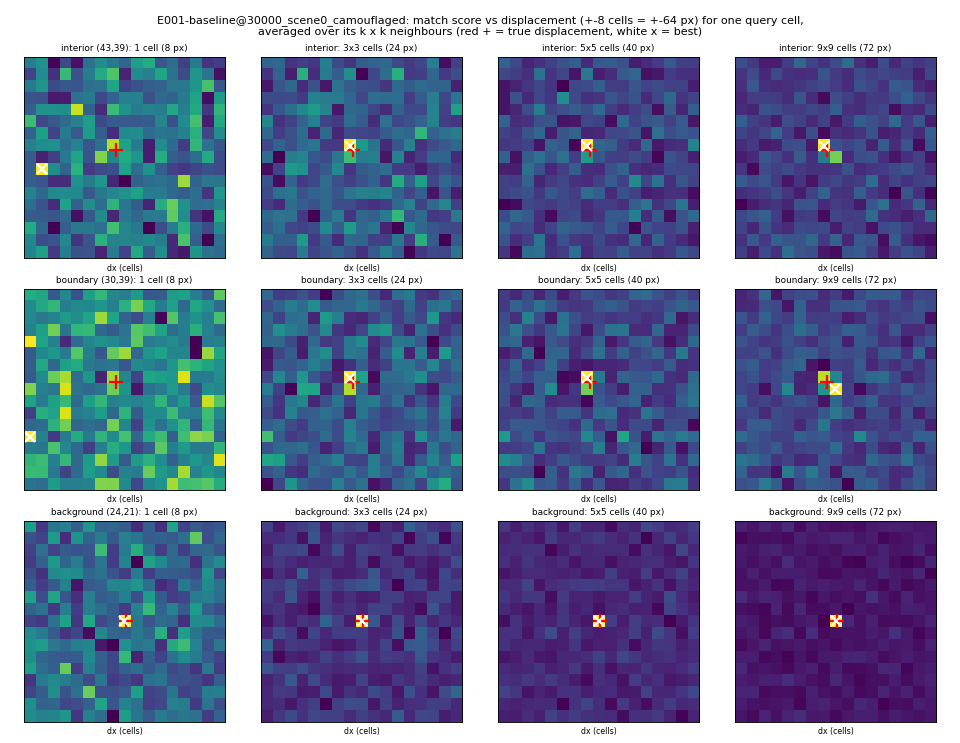 E001-baseline@30000_scene0_camouflaged: match score vs displacement (+-8 cells = +-64 px) for one query cell,
averaged over its k x k neighbours (red + = true displacement, white x = best)
interior (43,39): 1 cell (8 px)
interior: 3x3 cells (24 px)
interior: 5x5 cells (40 px)
interior: 9x9 cells (72 px)
dx (cells)
dx (cells)
dx (cells)
dx (cells)
boundary (30,39): 1 cell (8 px)
boundary: 3x3 cells (24 px)
boundary: 5x5 cells (40 px)
boundary: 9x9 cells (72 px)
dx (cells)
dx (cells)
dx (cells)
dx (cells)
background (24,21): 1 cell (8 px)
background: 3x3 cells (24 px)
background: 5x5 cells (40 px)
background: 9x9 cells (72 px)
dx (cells)
dx (cells)
dx (cells)
dx (cells)